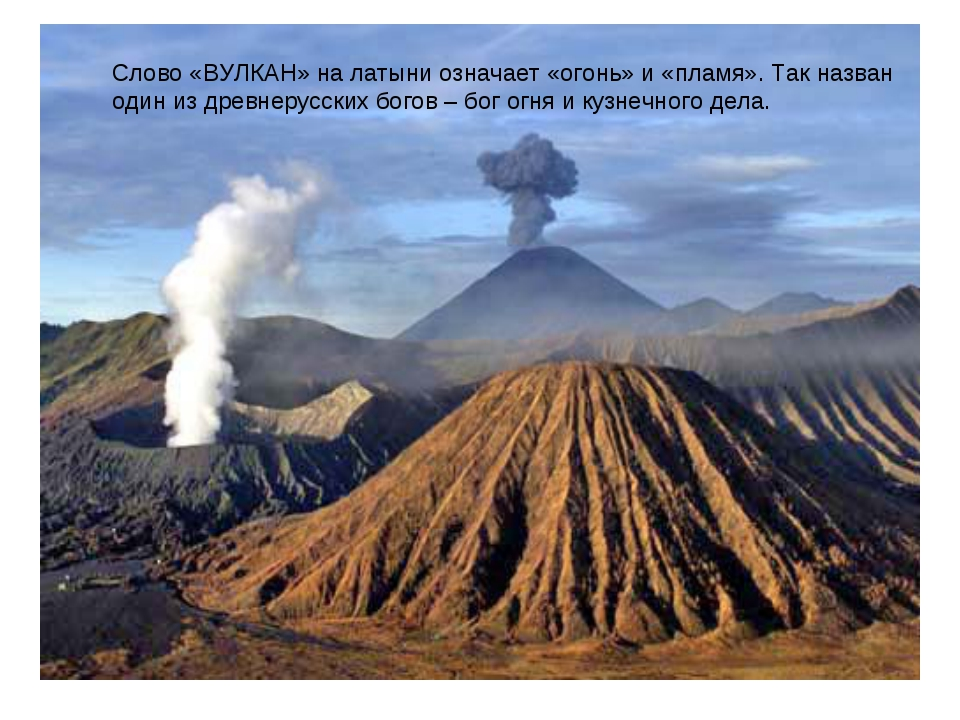 Слово «ВУЛКАН» на латыни означает «огонь» и «пламя». Так назван
один из древнерусских богов – бог огня и кузнечного дела.